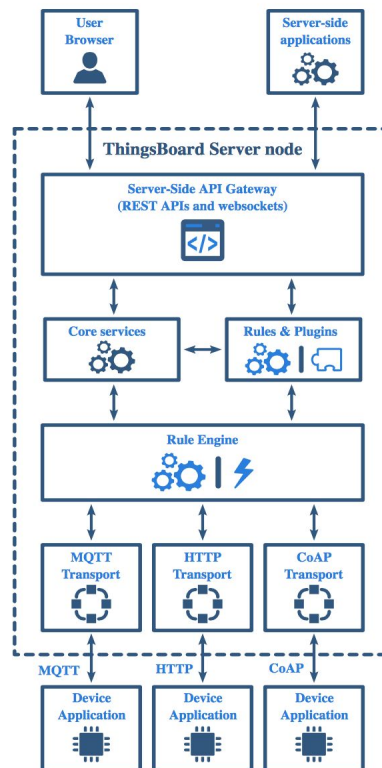 User
Browser
Server-side
applications
ThingsBoard Server node
Server-Side API Gateway
(REST APIs and websockets)
</>
Core services
Rules & Plugins
Rule Engine
MQTT
Transport
HTTP
Transport
CoAP
Transport
MQTT
HTTP
CoAP
Device
Application
Device
Application
Device
Application